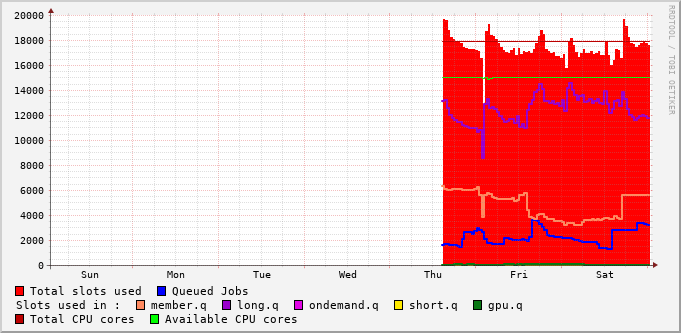 20000
18000
16000
14000
12000
10000
8000
6000
4000
2000
0
Sun Mon Tue Wed Thu Fri Sat
Total slots used Queued Jobs
Slots used in : member.q long.q ondemand.q short.q gpu.q
Total CPU cores Available CPU cores
RRDTOOL / TOBI OETIKER